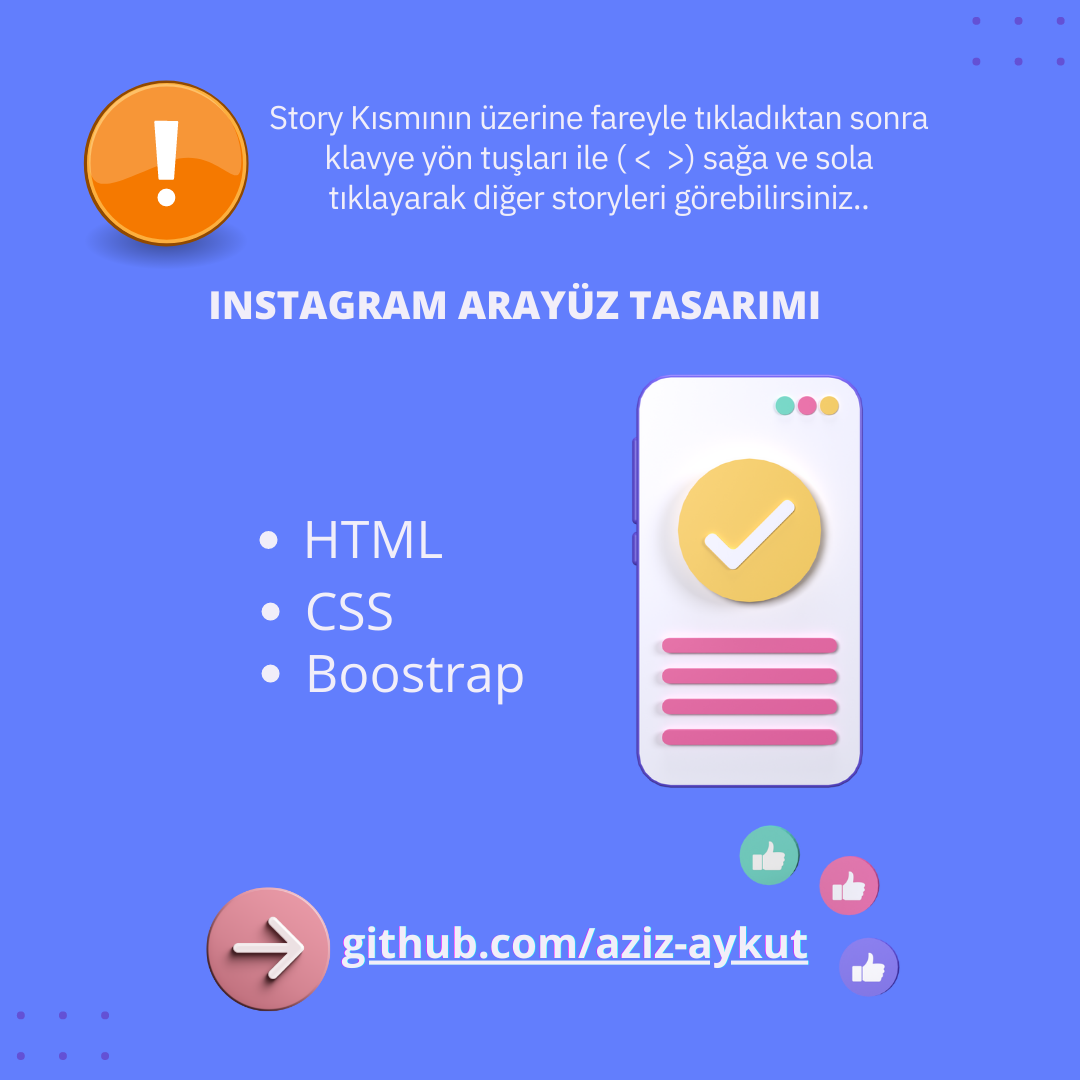 Story Kısmının üzerine fareyle tıkladıktan sonra
klavye yön tuşları ile ( <  >) sağa ve sola
tıklayarak diğer storyleri görebilirsiniz..
INSTAGRAM ARAYÜZ TASARIMI
HTML
CSS
Boostrap
github.com/aziz-aykut